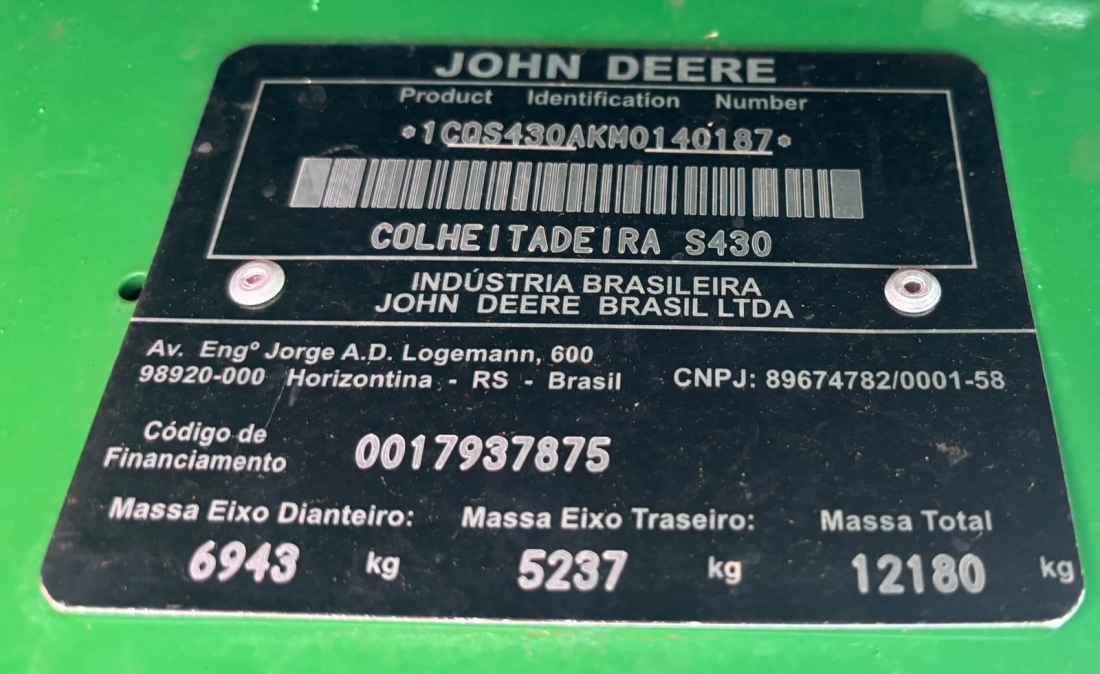 JOHN DEERE
Product Identification Number
*1CQS430AKM0140187*
COLHEITADEIRA S430
INDÚSTRIA BRASILEIRA
JOHN DEERE BRASIL LTDA
Av. Engº Jorge A.D. Logemann, 600
98920-000 Horizontina - RS - Brasil CNPJ: 89674782/0001-58
Código de
Financiamento 0017937875
Massa Eixo Dianteiro: Massa Eixo Traseiro: Massa Total
6943 kg 5237 kg 12180 kg